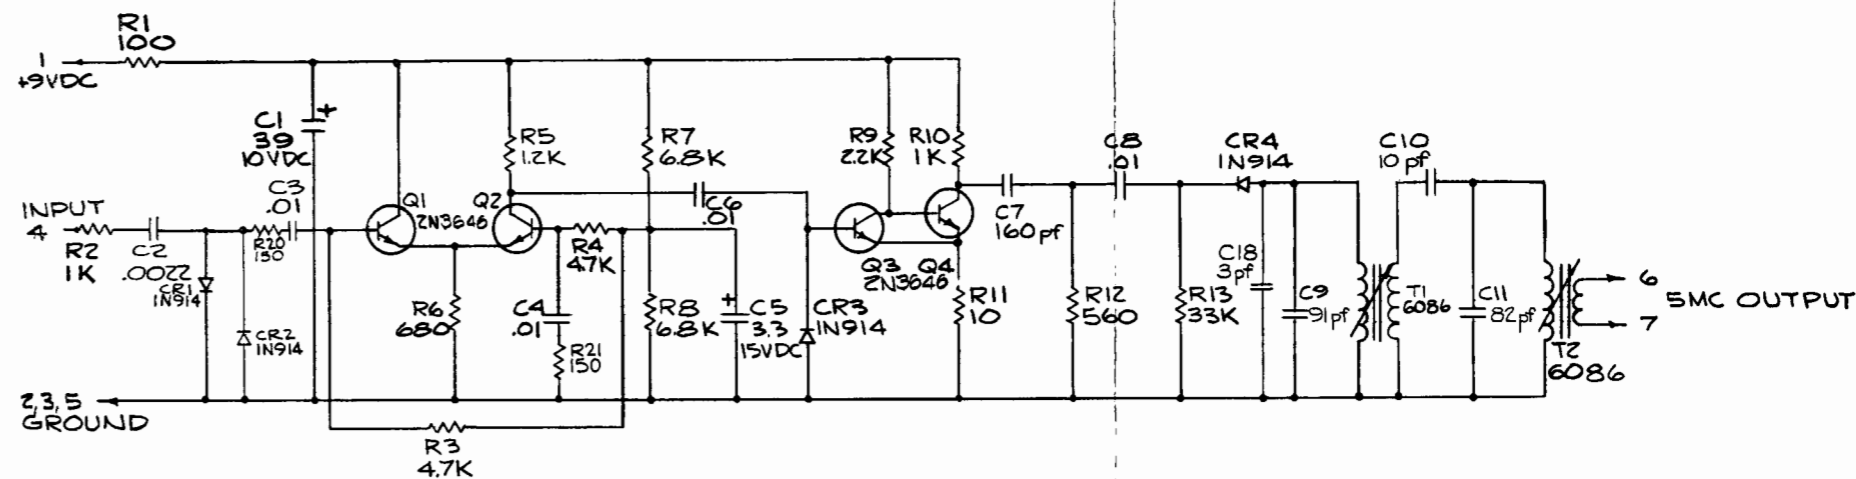 R1
100
1
+9VDC
C1
39
10VDC
+
R5
1.2K
R7
6.8K
R9
2.2K
R10
1K
C8
.01
CR4
1N914
C10
10pf
INPUT
4
R2
1K
C2
.0022
C3
.01
R20
150
CR1
1N914
CR2
1N914
Q1
2N3646
Q2
R4
4.7K
C6
.01
Q3 Q4
2N3646
C7
160pf
R6
680
C4
.01
R21
150
R8
6.8K
+
C5
3.3
15VDC
CR3
1N914
R11
10
R12
560
R13
33K
C18
3pf
C9
91pf
T1
6086
C11
82pf
T2
6086
6
7
5MC OUTPUT
2,3,5
GROUND
R3
4.7K